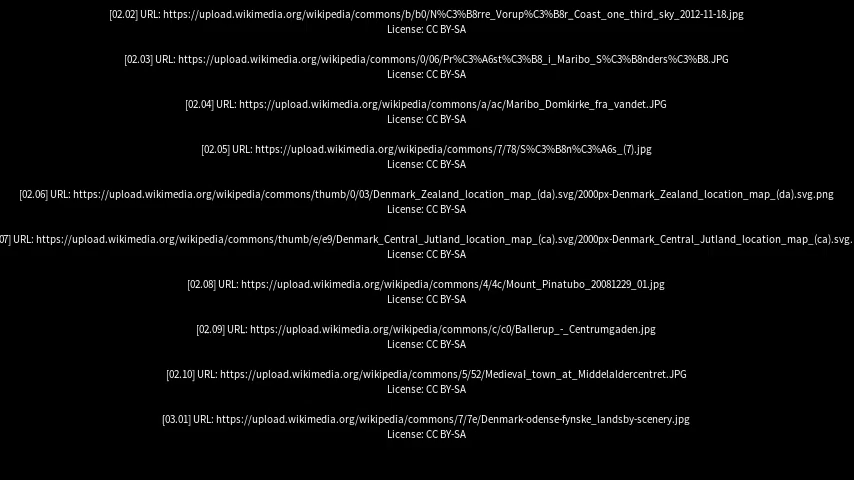 [02.02] URL: https://upload.wikimedia.org/wikipedia/commons/b/b0/N%C3%B8rre_Vorup%C3%B8r_Coast_one_third_sky_2012-11-18.jpg
License: CC BY-SA
[02.03] URL: https://upload.wikimedia.org/wikipedia/commons/0/06/Pr%C3%A6st%C3%B8_i_Maribo_S%C3%B8nders%C3%B8.JPG
License: CC BY-SA
[02.04] URL: https://upload.wikimedia.org/wikipedia/commons/a/ac/Maribo_Domkirke_fra_vandet.JPG
License: CC BY-SA
[02.05] URL: https://upload.wikimedia.org/wikipedia/commons/7/78/S%C3%B8n%C3%A6s_(7).jpg
License: CC BY-SA
[02.06] URL: https://upload.wikimedia.org/wikipedia/commons/thumb/0/03/Denmark_Zealand_location_map_(da).svg/2000px-Denmark_Zealand_location_map_(da).svg.png
License: CC BY-SA
07] URL: https://upload.wikimedia.org/wikipedia/commons/thumb/e/e9/Denmark_Central_Jutland_location_map_(ca).svg/2000px-Denmark_Central_Jutland_location_map_(ca).svg.
License: CC BY-SA
[02.08] URL: https://upload.wikimedia.org/wikipedia/commons/4/4c/Mount_Pinatubo_20081229_01.jpg
License: CC BY-SA
[02.09] URL: https://upload.wikimedia.org/wikipedia/commons/c/c0/Ballerup_-_Centrumgaden.jpg
License: CC BY-SA
[02.10] URL: https://upload.wikimedia.org/wikipedia/commons/5/52/Medieval_town_at_Middelaldercentret.JPG
License: CC BY-SA
[03.01] URL: https://upload.wikimedia.org/wikipedia/commons/7/7e/Denmark-odense-fynske_landsby-scenery.jpg
License: CC BY-SA